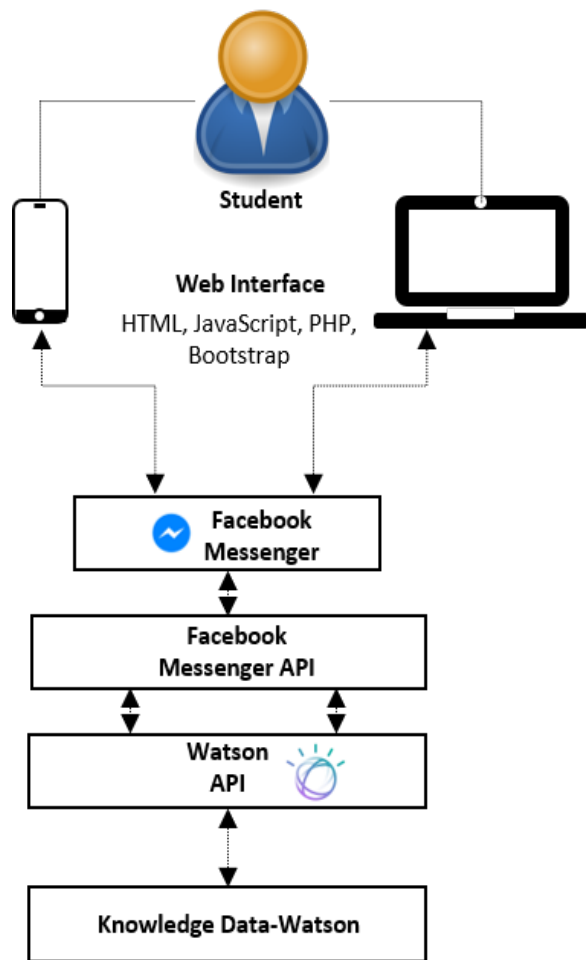 Student
Web Interface
HTML, JavaScript, PHP,
Bootstrap
Facebook
Messenger
Facebook
Messenger API
Watson
API
Knowledge Data-Watson